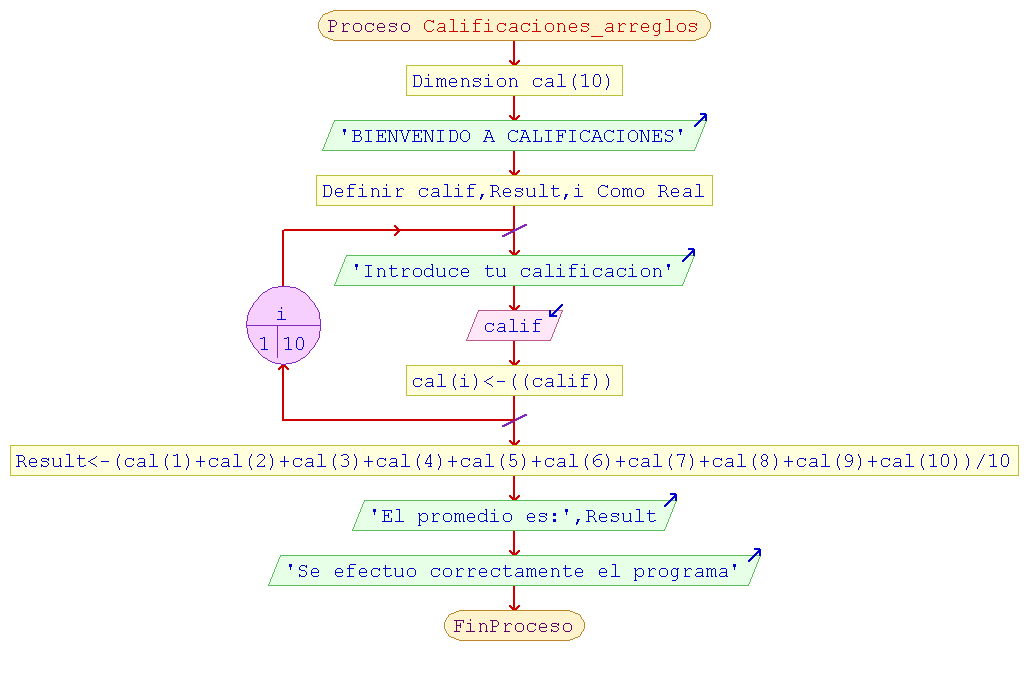 Proceso Calificaciones_arreglos
Dimension cal(10)
'BIENVENIDO A CALIFICACIONES'
Definir calif,Result,i Como Real
i
1 10
'Introduce tu calificacion'
calif
cal(i)<-((calif))
Result<-(cal(1)+cal(2)+cal(3)+cal(4)+cal(5)+cal(6)+cal(7)+cal(8)+cal(9)+cal(10))/10
'El promedio es:',Result
'Se efectuo correctamente el programa'
FinProceso